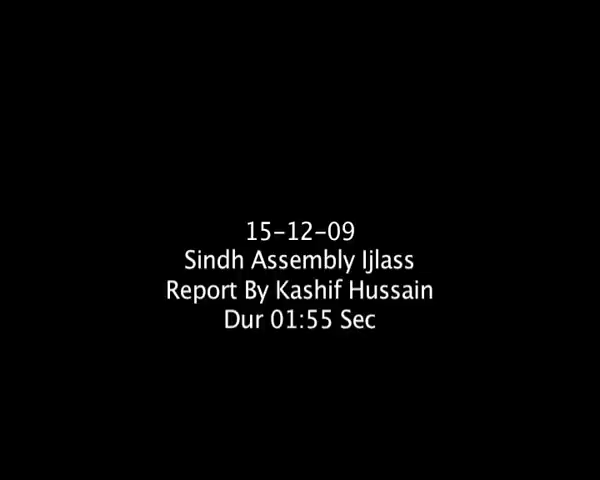 15-12-09
Sindh Assembly Ijlass
Report By Kashif Hussain
Dur 01:55 Sec